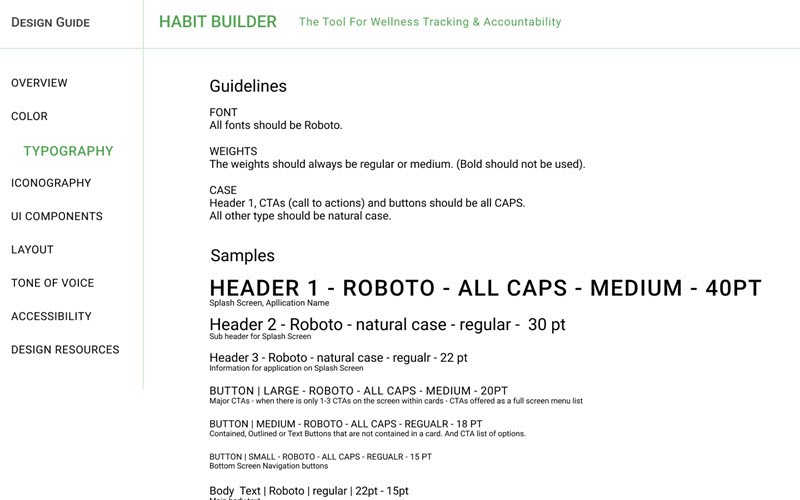 DESIGN GUIDE
HABIT BUILDER
The Tool For Wellness Tracking & Accountability
OVERVIEW
COLOR
TYPOGRAPHY
ICONOGRAPHY
UI COMPONENTS
LAYOUT
TONE OF VOICE
ACCESSIBILITY
DESIGN RESOURCES
Guidelines
FONT
All fonts should be Roboto.
WEIGHTS
The weights should always be regular or medium. (Bold should not be used).
CASE
Header 1, CTAs (call to actions) and buttons should be all CAPS.
All other type should be natural case.
Samples
HEADER 1 - ROBOTO - ALL CAPS - MEDIUM - 40PT
Splash Screen, Apllication Name
Header 2 - Roboto - natural case - regular - 30 pt
Sub header for Splash Screen
Header 3 - Roboto - natural case - regualr - 22 pt
Information for application on Splash Screen
BUTTON | LARGE - ROBOTO - ALL CAPS - MEDIUM - 20PT
Major CTAs - when there is only 1-3 CTAs on the screen within cards - CTAs offered as a full screen menu list
BUTTON | MEDIUM - ROBOTO - ALL CAPS - REGUALR - 18 PT
Contained, Outlined or Text Buttons that are not contained in a card. And CTA list of options.
BUTTON | SMALL - ROBOTO - ALL CAPS - REGUALR - 15 PT
Bottom Screen Navigation buttons
Body Text | Roboto | regular | 22pt - 15pt